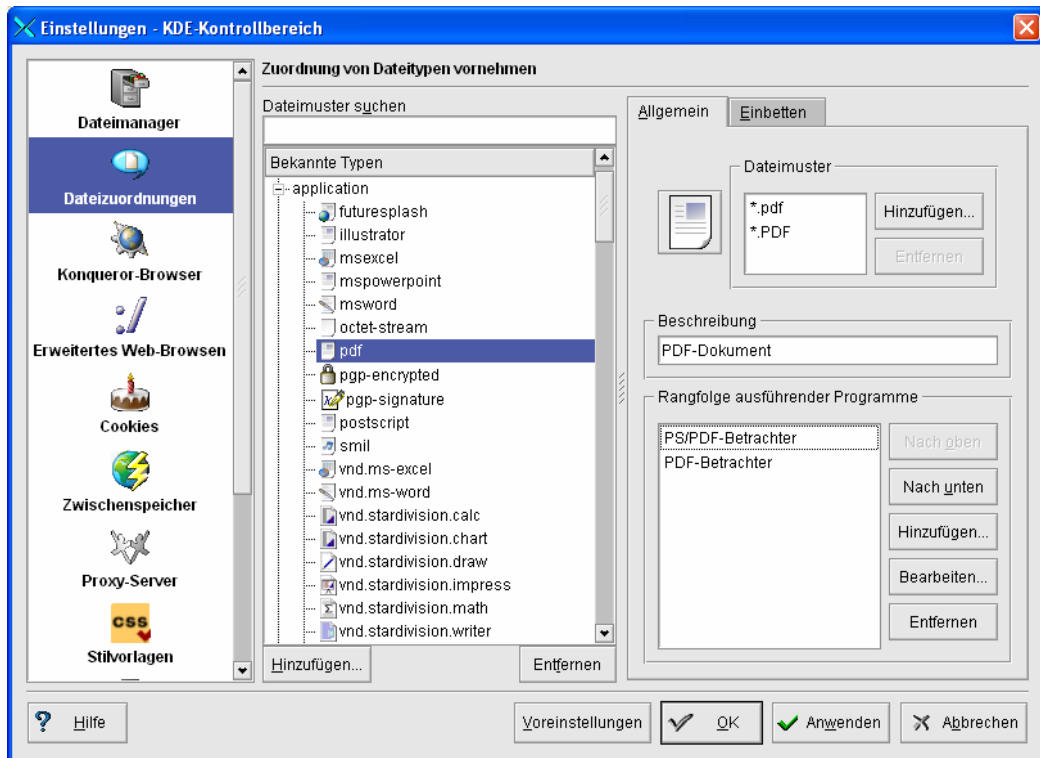 Einstellungen - KDE-Kontrollbereich
Dateimanager
Dateizuordnungen
Konqueror-Browser
Erweitertes Web-Browsen
Cookies
Zwischenspeicher
Proxy-Server
css
Stilvorlagen
Zuordnung von Dateitypen vornehmen
Dateimuster suchen
Bekannte Typen
application
futuresplash
illustrator
msexcel
mspowerpoint
msword
octet-stream
pdf
pgp-encrypted
pgp-signature
postscript
smil
vnd.ms-excel
vnd.ms-word
vnd.stardivision.calc
vnd.stardivision.chart
vnd.stardivision.draw
vnd.stardivision.impress
vnd.stardivision.math
vnd.stardivision.writer
Hinzufügen...
Entfernen
Allgemein
Einbetten
Dateimuster
*.pdf
*.PDF
Hinzufügen...
Entfernen
Beschreibung
PDF-Dokument
Rangfolge ausführender Programme
PS/PDF-Betrachter
PDF-Betrachter
Nach oben
Nach unten
Hinzufügen...
Bearbeiten...
Entfernen
? Hilfe
Voreinstellungen
OK
Anwenden
Abbrechen